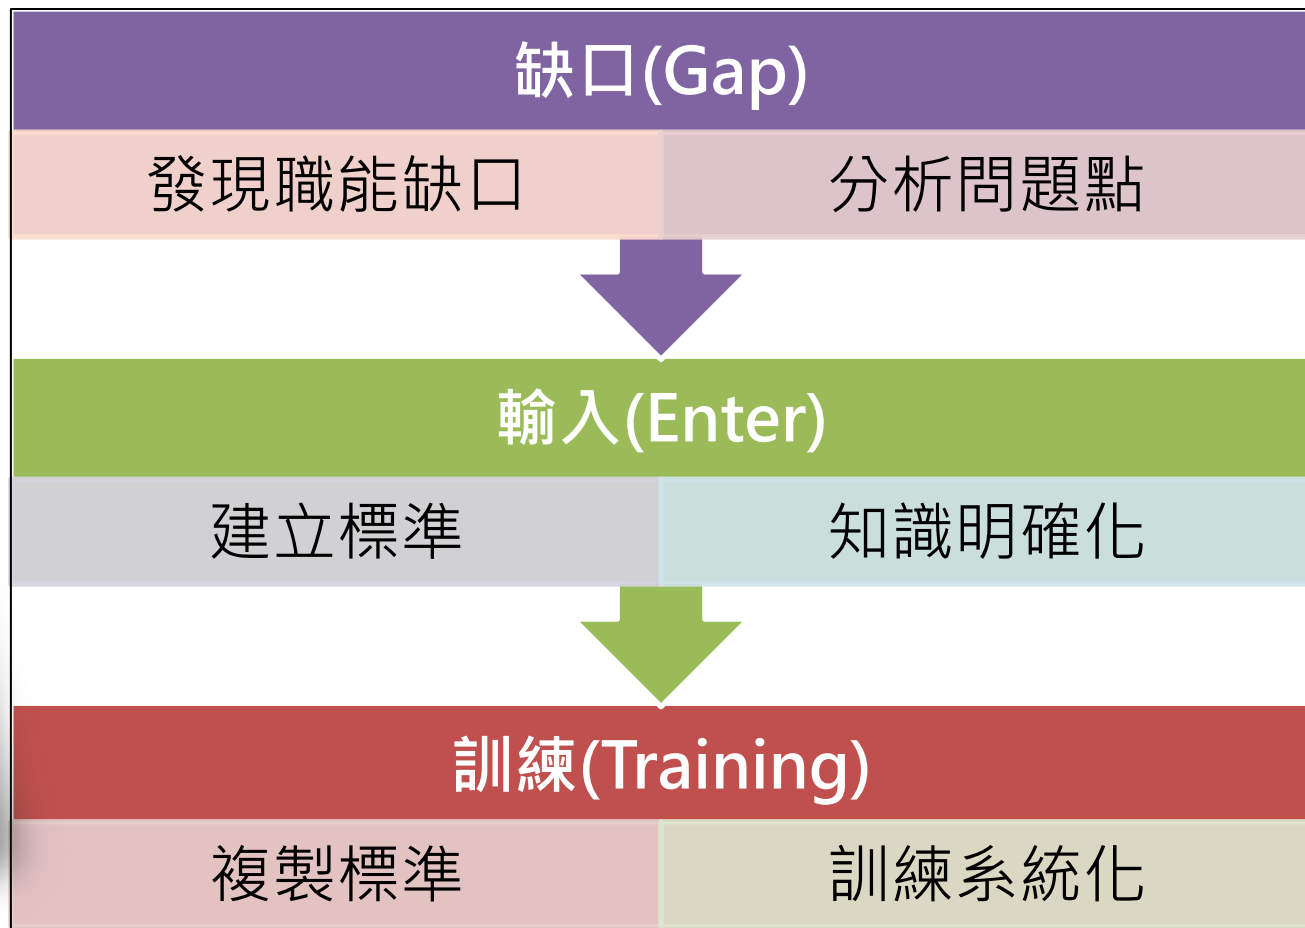 缺口(Gap)
發現職能缺口
分析問題點
輸入(Enter)
建立標準
知識明確化
訓練(Training)
複製標準
訓練系統化